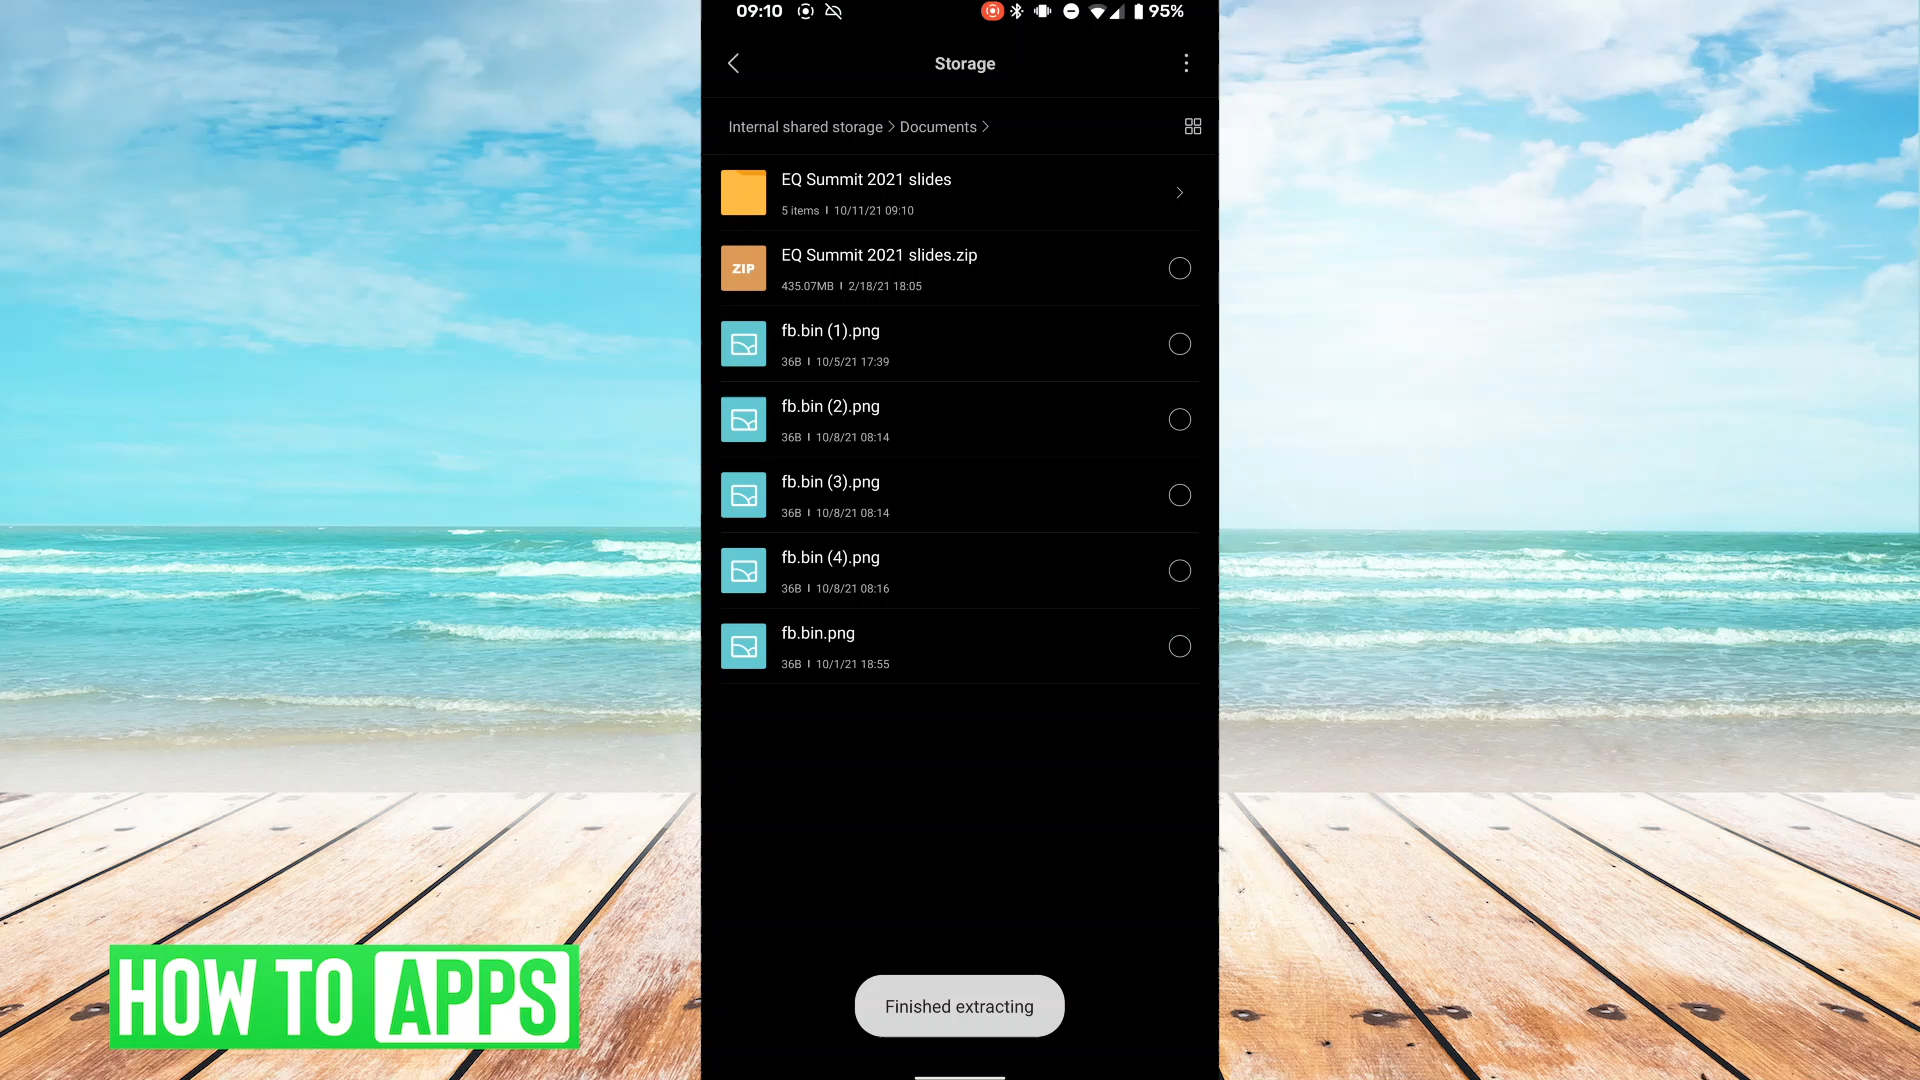 09:10
95%
Storage
Internal shared storage > Documents >
EQ Summit 2021 slides
5 items | 10/11/21 09:10
ZIP
EQ Summit 2021 slides.zip
435.07MB | 2/18/21 18:05
fb.bin (1).png
36B | 10/5/21 17:39
fb.bin (2).png
36B | 10/8/21 08:14
fb.bin (3).png
36B | 10/8/21 08:14
fb.bin (4).png
36B | 10/8/21 08:16
fb.bin.png
36B | 10/1/21 18:55
Finished extracting
HOW TO APPS